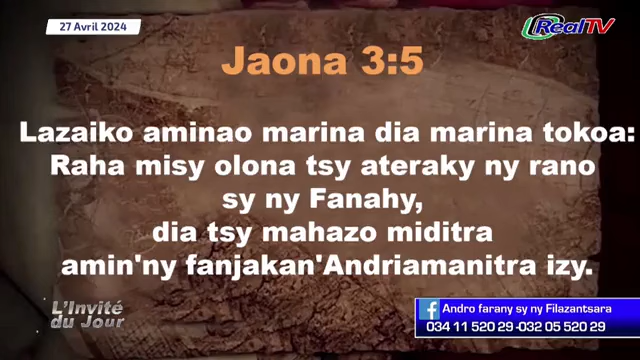 27 Avril 2024
RealTV
Jaona 3:5
Lazaiko aminao marina dia marina tokoa:
Raha misy olona tsy ateraky ny rano
sy ny Fanahy,
dia tsy mahazo miditra
amin'ny fanjakan'Andriamanitra izy.
L'Invité
du Jour
Andro farany sy ny Filazantsara
034 11 520 29 -032 05 520 29